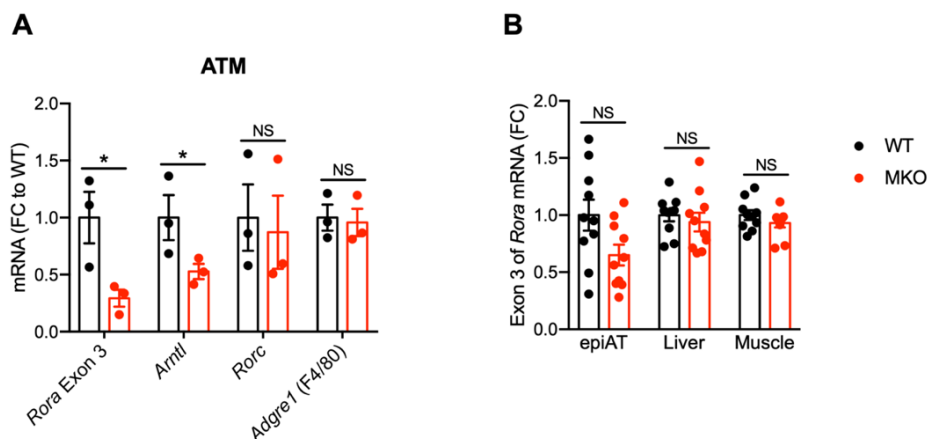 A
ATM
mRNA (FC to WT)
2.0
1.5
1.0
0.5
0.0
*
*
NS
NS
Rora Exon 3
Arntl
Rorc
Adgre1 (F4/80)
B
Exon 3 of Rora mRNA (FC)
2.0
1.5
1.0
0.5
0.0
NS
NS
NS
epiAT
Liver
Muscle
WT
MKO